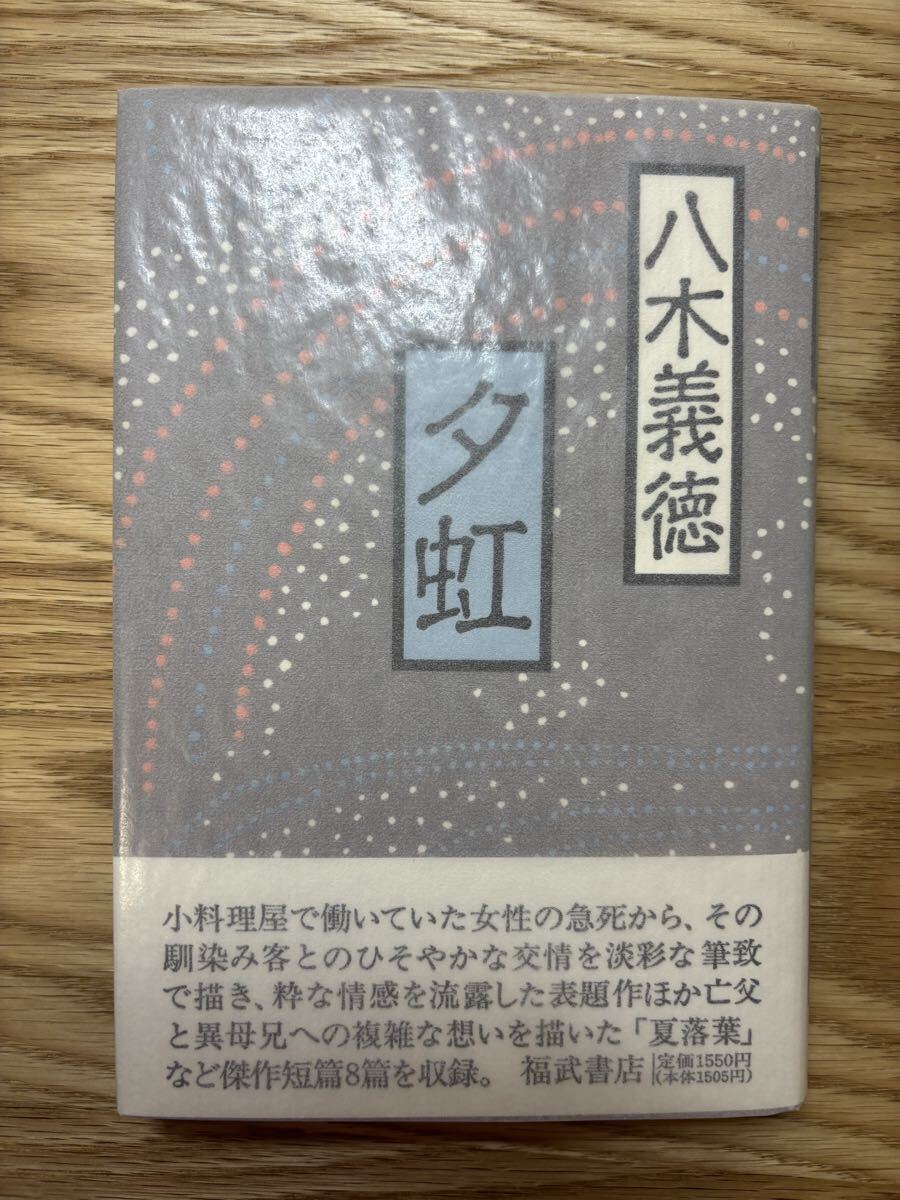 八木義徳
夕虹
小料理屋で働いていた女性の急死から、その
馴染み客とのひそやかな交情を淡彩な筆致
で描き、粋な情感を流露した表題作ほか亡父
と異母兄への複雑な想いを描いた「夏落葉」
など傑作短篇8篇を収録。 福武書店 定価1550円
(本体1505円)